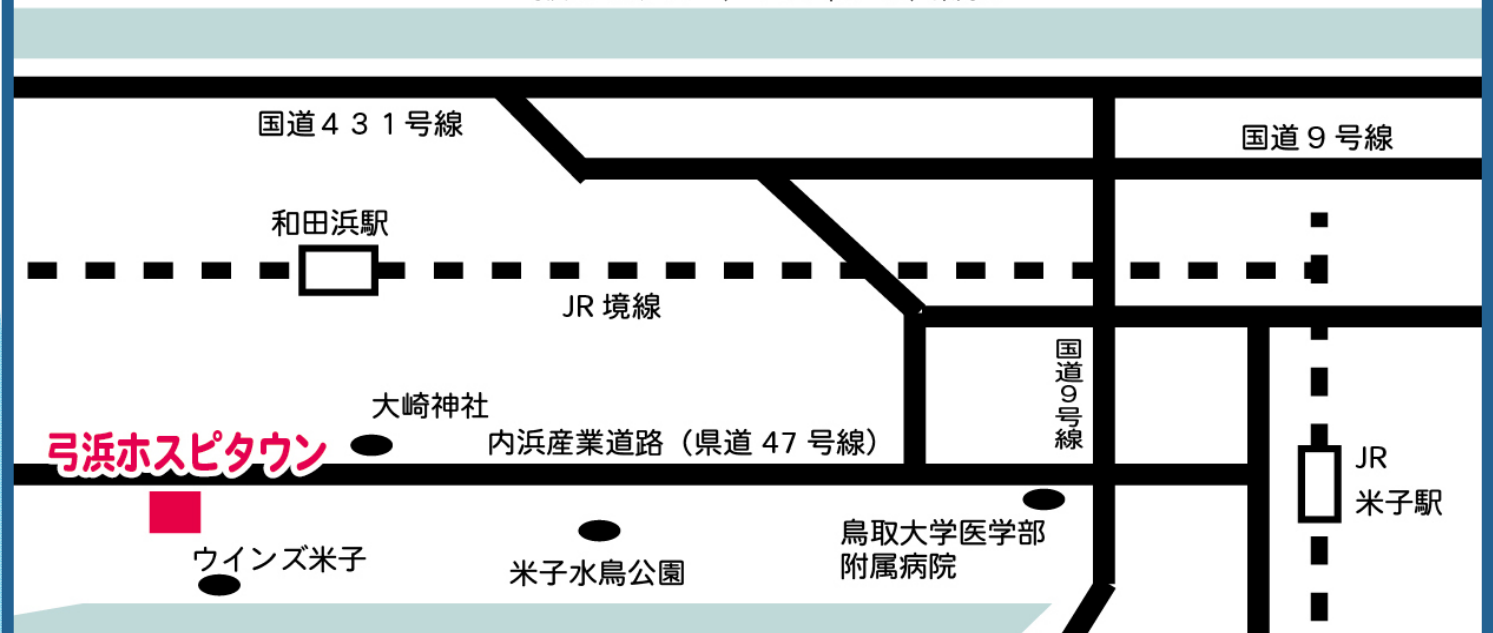 国道４３１号線
国道９号線
和田浜駅
JR 境線
国道９号線
大崎神社
内浜産業道路（県道 47 号線）
弓浜ホスピタウン
JR
米子駅
鳥取大学医学部
附属病院
ウインズ米子
米子水鳥公園